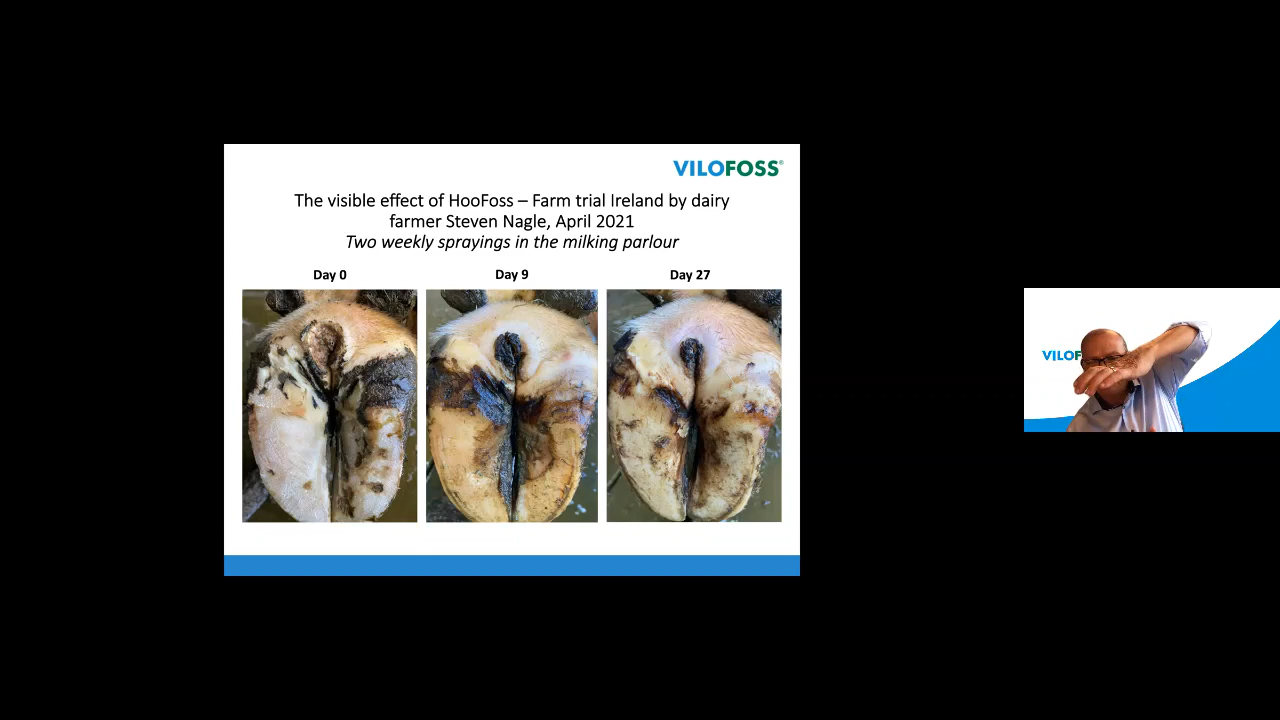 VILOFOSS®
The visible effect of HooFoss – Farm trial Ireland by dairy
farmer Steven Nagle, April 2021
Two weekly sprayings in the milking parlour
Day 0
Day 9
Day 27
VILOF